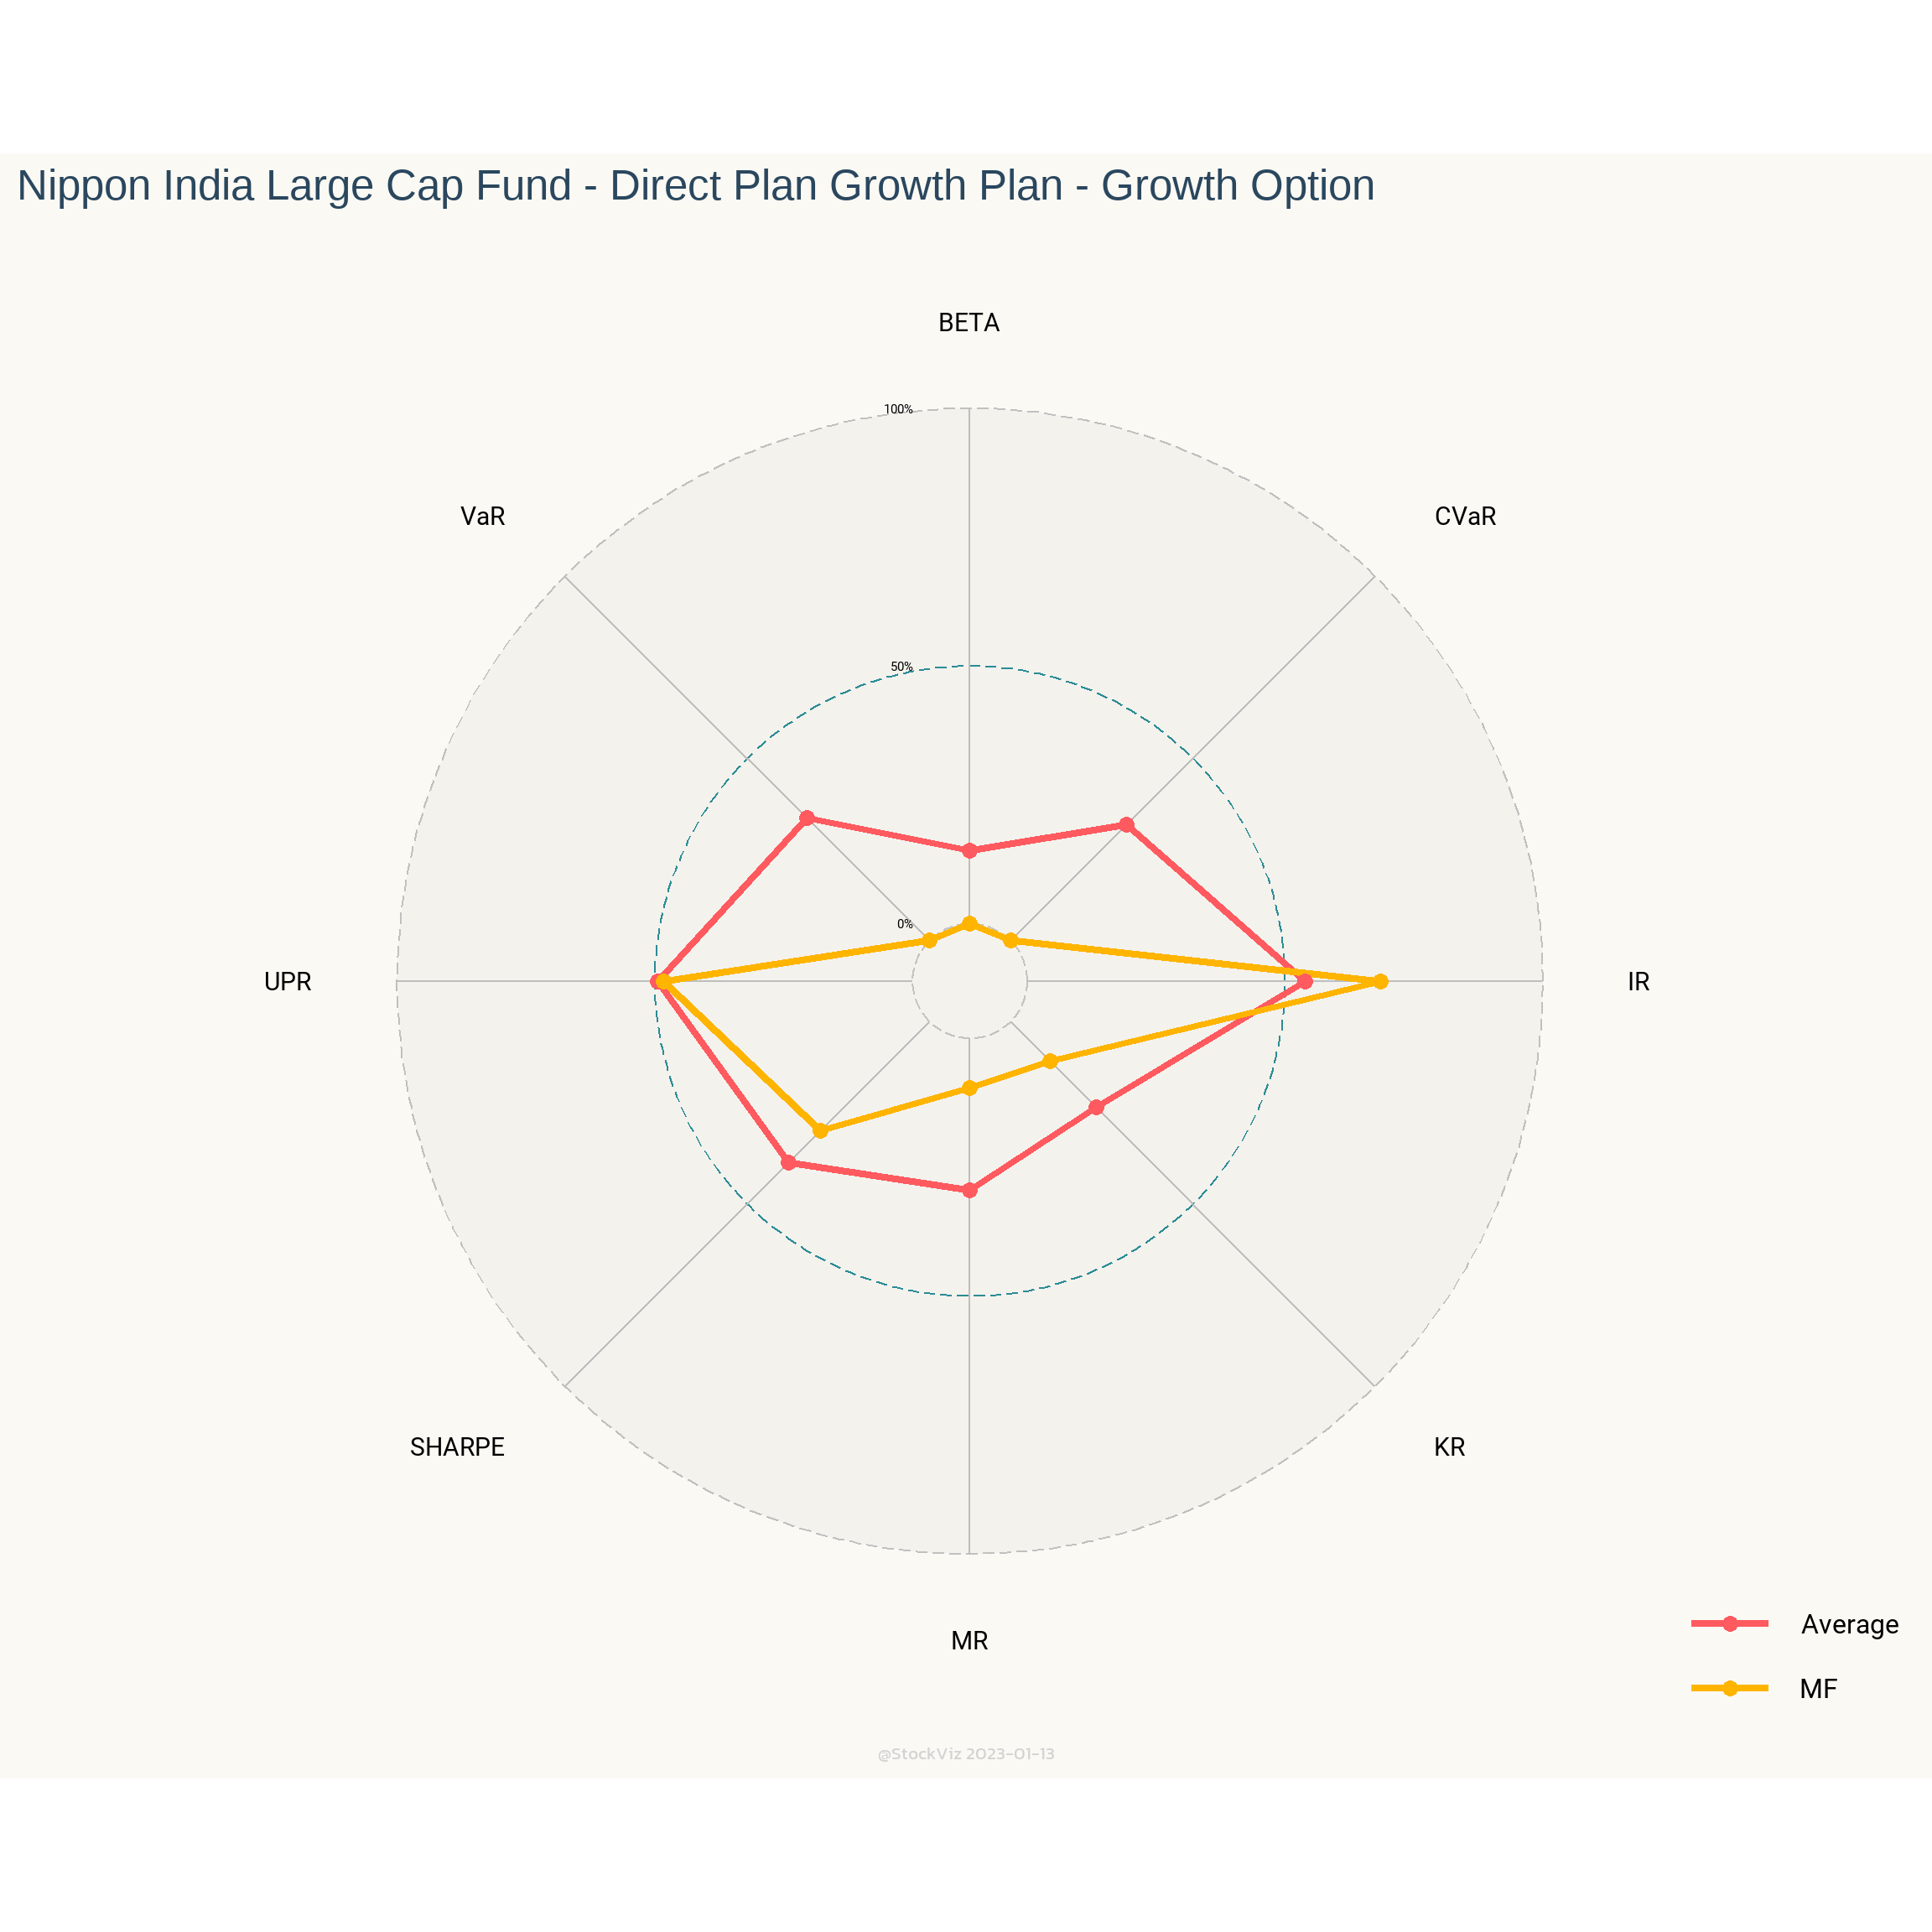 Nippon India Large Cap Fund - Direct Plan Growth Plan - Growth Option
BETA
100%
VaR
CVaR
50%
0%
UPR
IR
SHARPE
KR
MR
Average
MF
@StockViz 2023-01-13